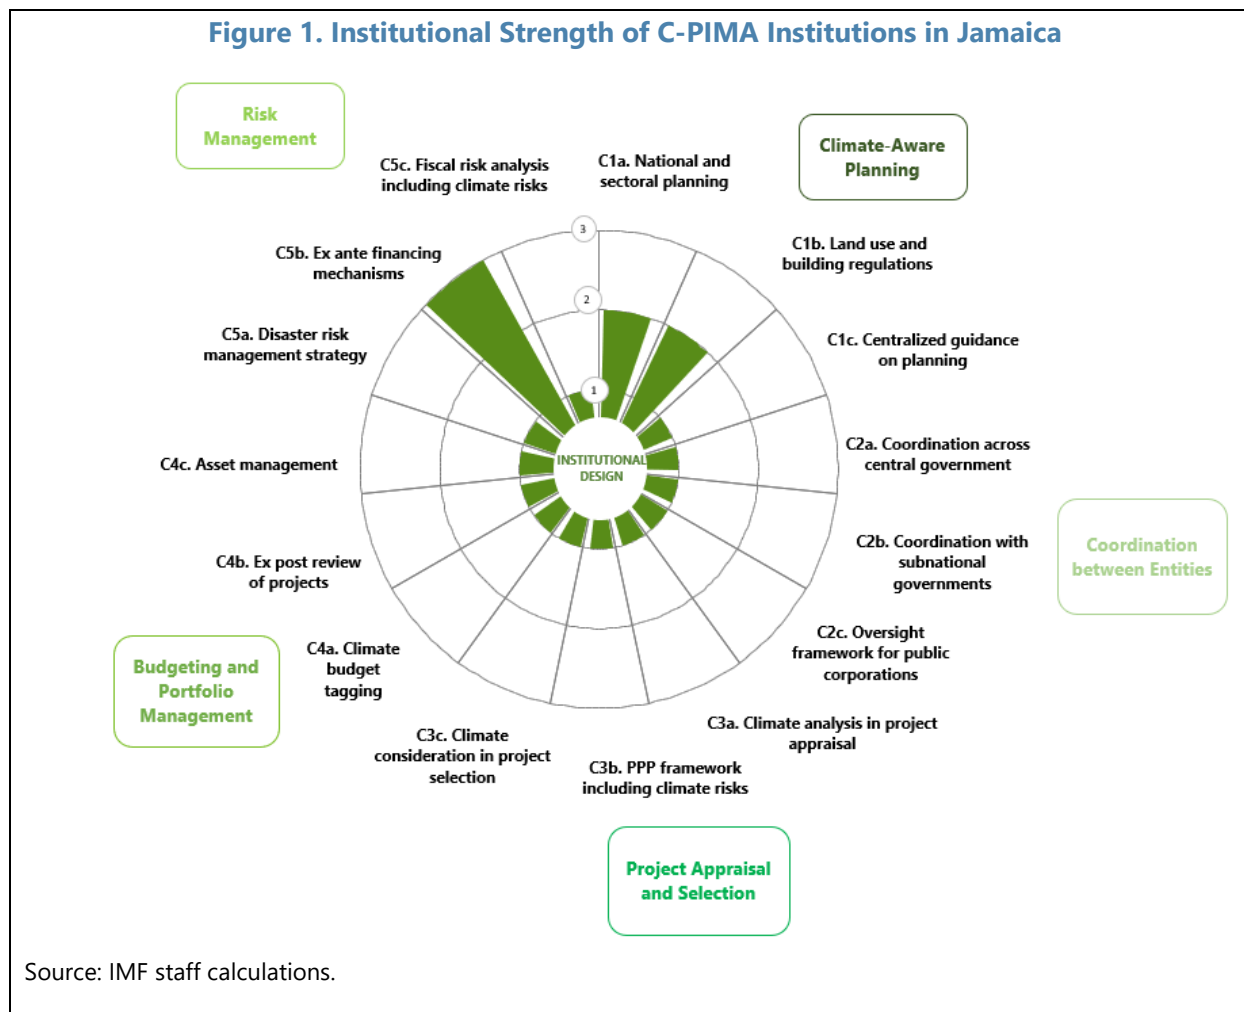 Figure 1. Institutional Strength of C-PIMA Institutions in Jamaica
Risk
Management
Climate-Aware
Planning
C5c. Fiscal risk analysis
including climate risks
C1a. National and
sectoral planning
C5b. Ex ante financing
mechanisms
C1b. Land use and
building regulations
C5a. Disaster risk
management strategy
C1c. Centralized guidance
on planning
3
2
1
INSTITUTIONAL
DESIGN
C4c. Asset management
C2a. Coordination across
central government
C4b. Ex post review
of projects
C2b. Coordination with
subnational
governments
Coordination
between Entities
C4a. Climate
budget
tagging
C2c. Oversight
framework for public
corporations
Budgeting and
Portfolio
Management
C3c. Climate
consideration in project
selection
C3b. PPP framework
including climate risks
C3a. Climate analysis in project
appraisal
Project Appraisal
and Selection
Source: IMF staff calculations.